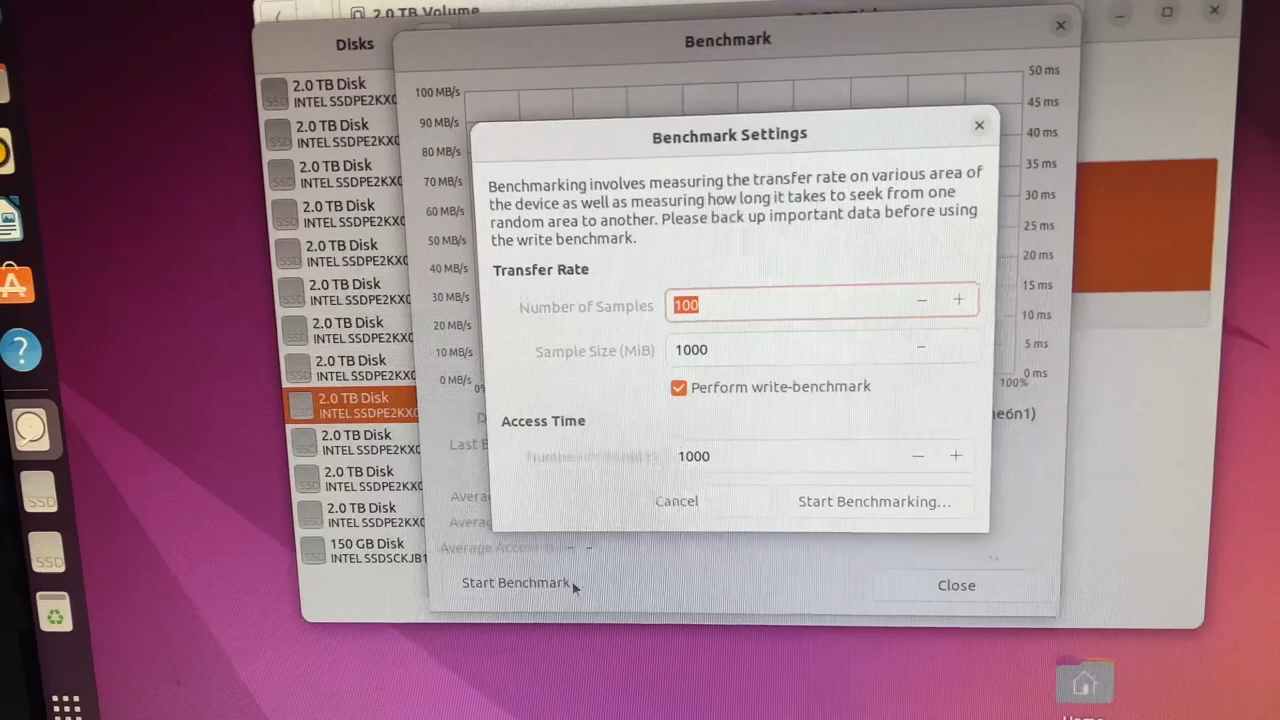 2.0 TB Volume
Disks
Benchmark
2.0 TB Disk
INTEL SSDPE2KX0
2.0 TB Disk
INTEL SSDPE2KX0
2.0 TB Disk
INTEL SSDPE2KX0
2.0 TB Disk
INTEL SSDPE2KX0
2.0 TB Disk
INTEL SSDPE2KX0
2.0 TB Disk
INTEL SSDPE2KX0
2.0 TB Disk
INTEL SSDPE2KX0
2.0 TB Disk
INTEL SSDPE2KX0
2.0 TB Disk
INTEL SSDPE2KX0
2.0 TB Disk
INTEL SSDPE2KX0
2.0 TB Disk
INTEL SSDPE2KX0
2.0 TB Disk
INTEL SSDPE2KX0
150 GB Disk
INTEL SSDSCKJB1
100 MB/s
90 MB/s
80 MB/s
70 MB/s
60 MB/s
50 MB/s
40 MB/s
30 MB/s
20 MB/s
10 MB/s
0 MB/s
0%
50 ms
45 ms
40 ms
35 ms
30 ms
25 ms
20 ms
15 ms
10 ms
5 ms
0 ms
100%
Benchmark Settings
Benchmarking involves measuring the transfer rate on various area of
the device as well as measuring how long it takes to seek from one
random area to another. Please back up important data before using
the write benchmark.
Transfer Rate
Number of Samples 100
Sample Size (MiB) 1000
Perform write-benchmark
Access Time
Number of Samples 1000
Cancel Start Benchmarking…
Last B
Averag
Averag
Average Access
Start Benchmark
Close
SSD
SSD